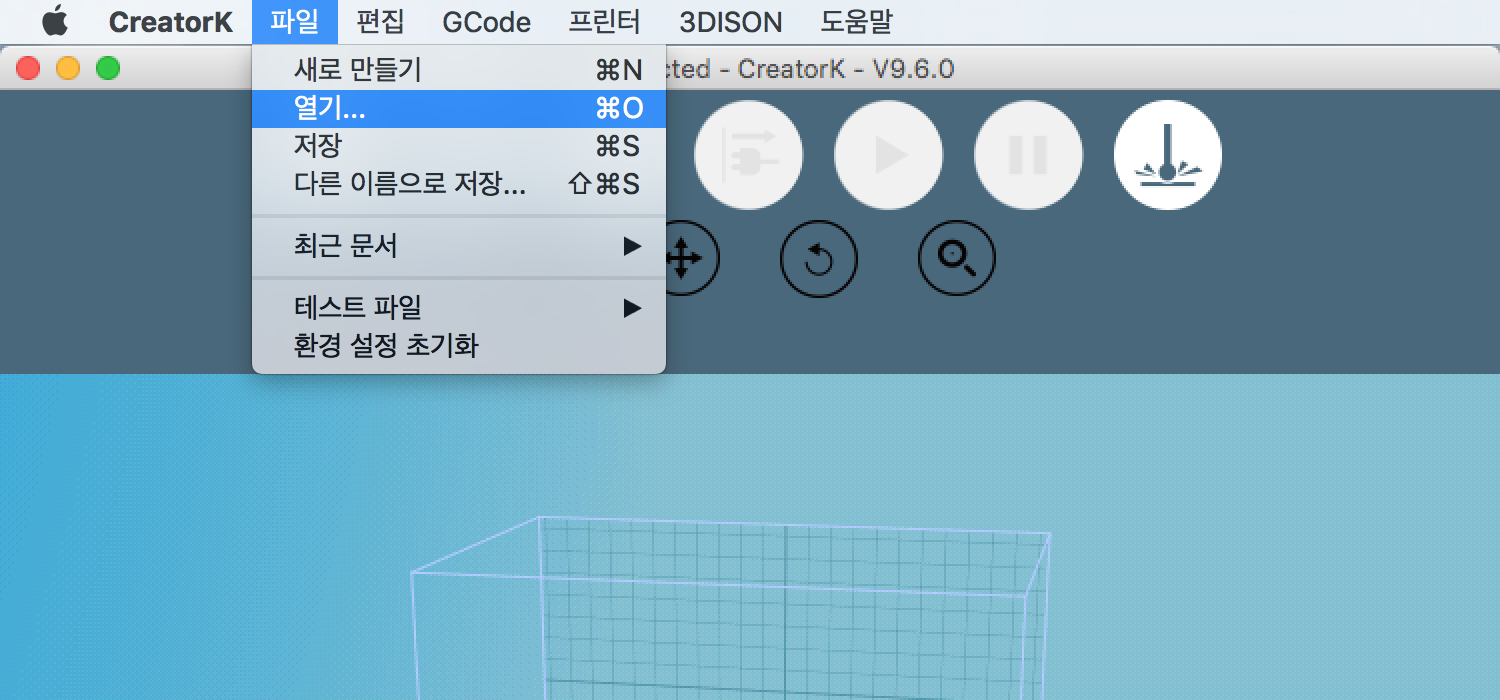 CreatorK 파일 편집 GCode 프린터 3DISON 도움말
cted - CreatorK - V9.6.0
새로 만들기 ⌘N
열기... ⌘O
저장 ⌘S
다른 이름으로 저장... ⇧⌘S
최근 문서 ▶
테스트 파일 ▶
환경 설정 초기화